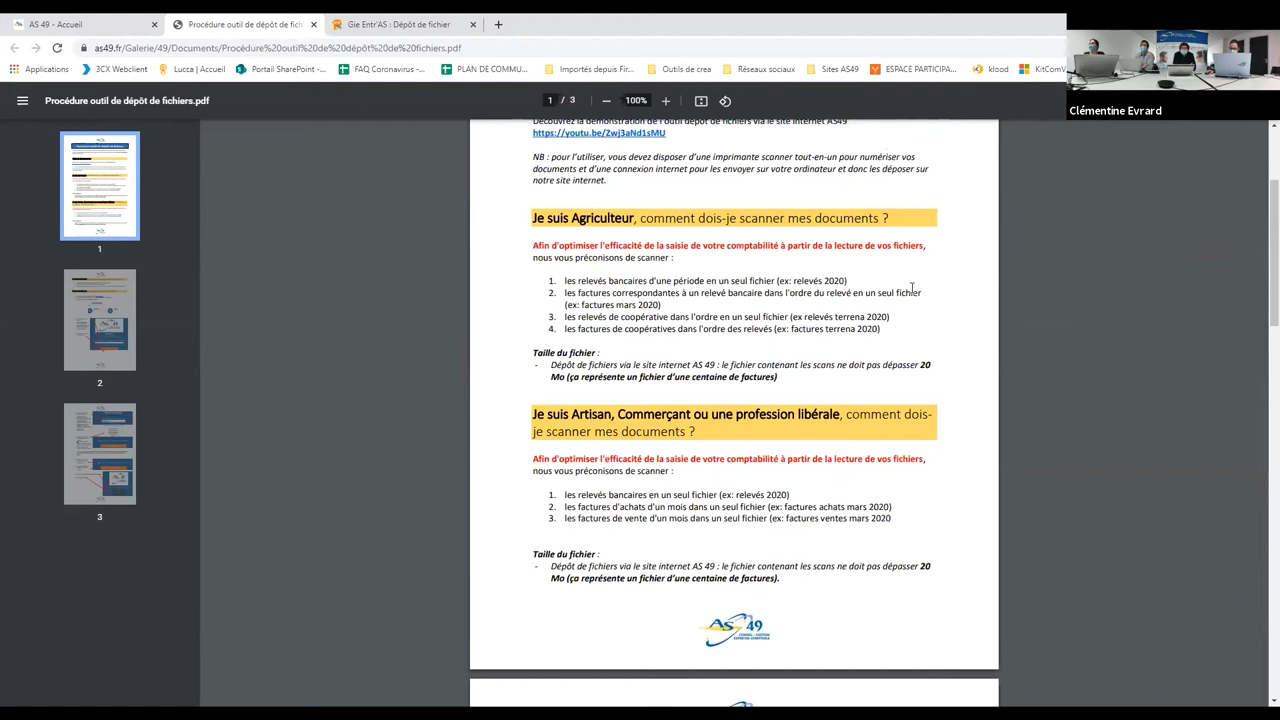 AS 49 - Accueil
Procédure outil de dépôt de fich
Gie Entr'AS : Dépôt de fichier
as49.fr/Galerie/49/Documents/Procédure%20outil%20de%20dépôt%20de%20fichiers.pdf
Applications
3CX Webclient
Lucca | Accueil
Portail SharePoint -...
FAQ Coronavirus -...
PLAN DE COMMU...
Importés depuis Fir...
Outils de crea
Réseaux sociaux
Sites AS49
ESPACE PARTICIPA...
klood
KitComV
Clémentine Evrard
Procédure outil de dépôt de fichiers.pdf
1 / 3
100%
1
2
3
Découvrez la démonstration de l'outil dépôt de fichiers via le site internet AS49
https://youtu.be/Zwj3aNd1sMU
NB : pour l'utiliser, vous devez disposer d'une imprimante scanner tout-en-un pour numériser vos
documents et d'une connexion internet pour les envoyer sur votre ordinateur et donc les déposer sur
notre site internet.
Je suis Agriculteur, comment dois-je scanner mes documents ?
Afin d'optimiser l'efficacité de la saisie de votre comptabilité à partir de la lecture de vos fichiers,
nous vous préconisons de scanner :
1. les relevés bancaires d'une période en un seul fichier (ex: relevés 2020)
2. les factures correspondantes à un relevé bancaire dans l'ordre du relevé en un seul fichier
(ex: factures mars 2020)
3. les relevés de coopérative dans l'ordre en un seul fichier (ex relevés terrena 2020)
4. les factures de coopératives dans l'ordre des relevés (ex: factures terrena 2020)
Taille du fichier :
- Dépôt de fichiers via le site internet AS 49 : le fichier contenant les scans ne doit pas dépasser 20
Mo (ça représente un fichier d'une centaine de factures)
Je suis Artisan, Commerçant ou une profession libérale, comment dois-
je scanner mes documents ?
Afin d'optimiser l'efficacité de la saisie de votre comptabilité à partir de la lecture de vos fichiers,
nous vous préconisons de scanner :
1. les relevés bancaires en un seul fichier (ex: relevés 2020)
2. les factures d'achats d'un mois dans un seul fichier (ex: factures achats mars 2020)
3. les factures de vente d'un mois dans un seul fichier (ex: factures ventes mars 2020
Taille du fichier :
- Dépôt de fichiers via le site internet AS 49 : le fichier contenant les scans ne doit pas dépasser 20
Mo (ça représente un fichier d'une centaine de factures).
As 49